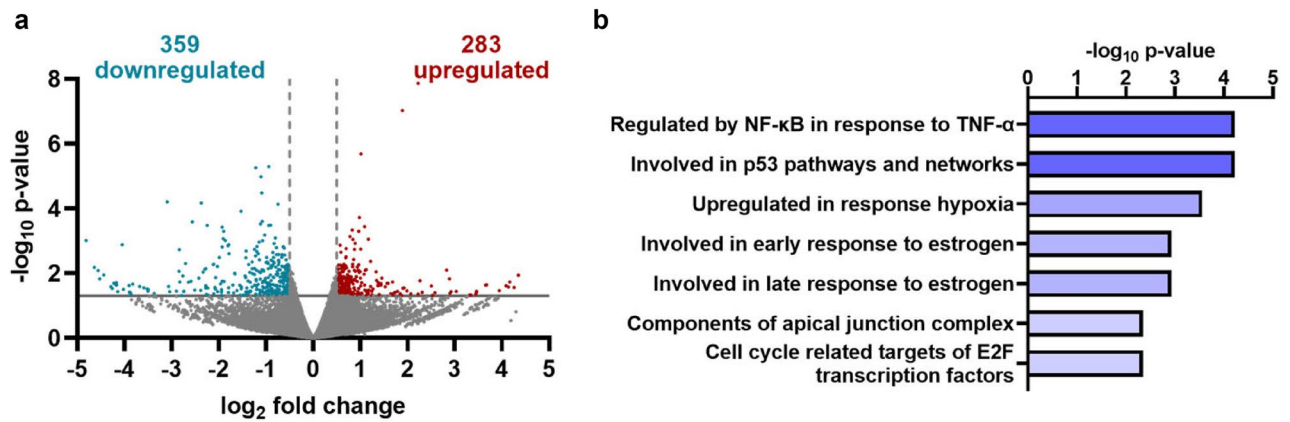 a
359
downregulated
283
upregulated
-log10 p-value
8
6
4
2
0
-5 -4 -3 -2 -1 0 1 2 3 4 5
log2 fold change
b
-log10 p-value
0 1 2 3 4 5
Regulated by NF-κB in response to TNF-α
Involved in p53 pathways and networks
Upregulated in response hypoxia
Involved in early response to estrogen
Involved in late response to estrogen
Components of apical junction complex
Cell cycle related targets of E2F
transcription factors